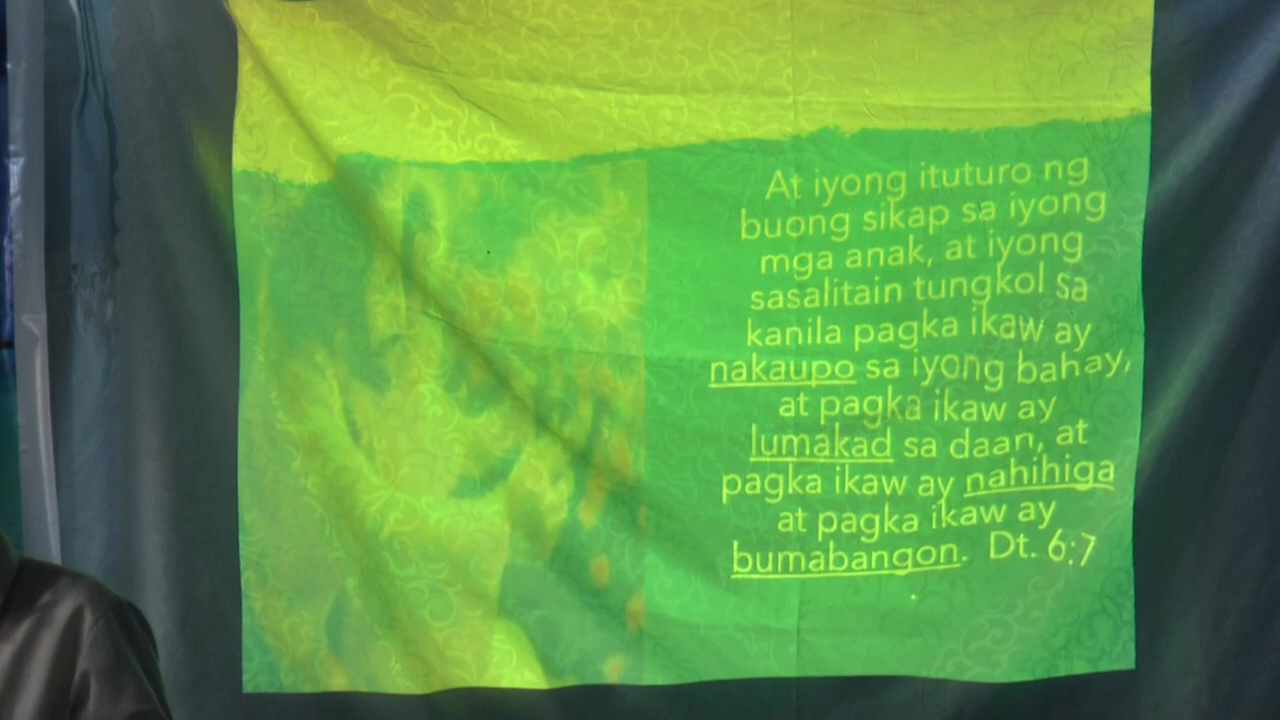 At iyong ituturo ng
buong sikap sa iyong
mga anak, at iyong
sasalitain tungkol sa
kanila pagka ikaw ay
nakaupo sa iyong bahay,
at pagka ikaw ay
lumakad sa daan, at
pagka ikaw ay nahihiga
at pagka ikaw ay
bumabangon. Dt. 6:7